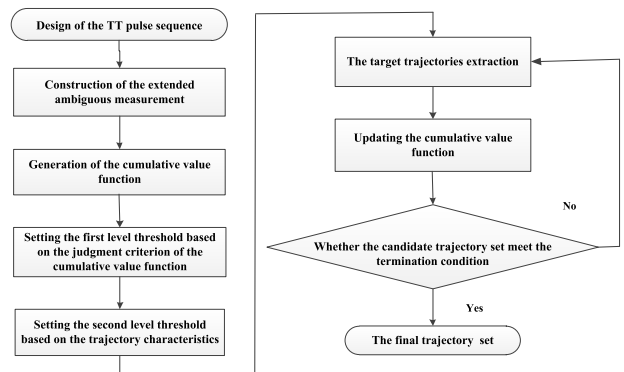 Design of the TT pulse sequence
Construction of the extended
ambiguous measurement
Generation of the cumulative value
function
Setting the first level threshold based
on the judgment criterion of the
cumulative value function
Setting the second level threshold
based on the trajectory characteristics
The target trajectories extraction
Updating the cumulative value
function
No
Whether the candidate trajectory set meet the
termination condition
Yes
The final trajectory set